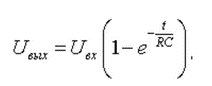 U_вых = U_вх (1 − e^(−t/RC)).